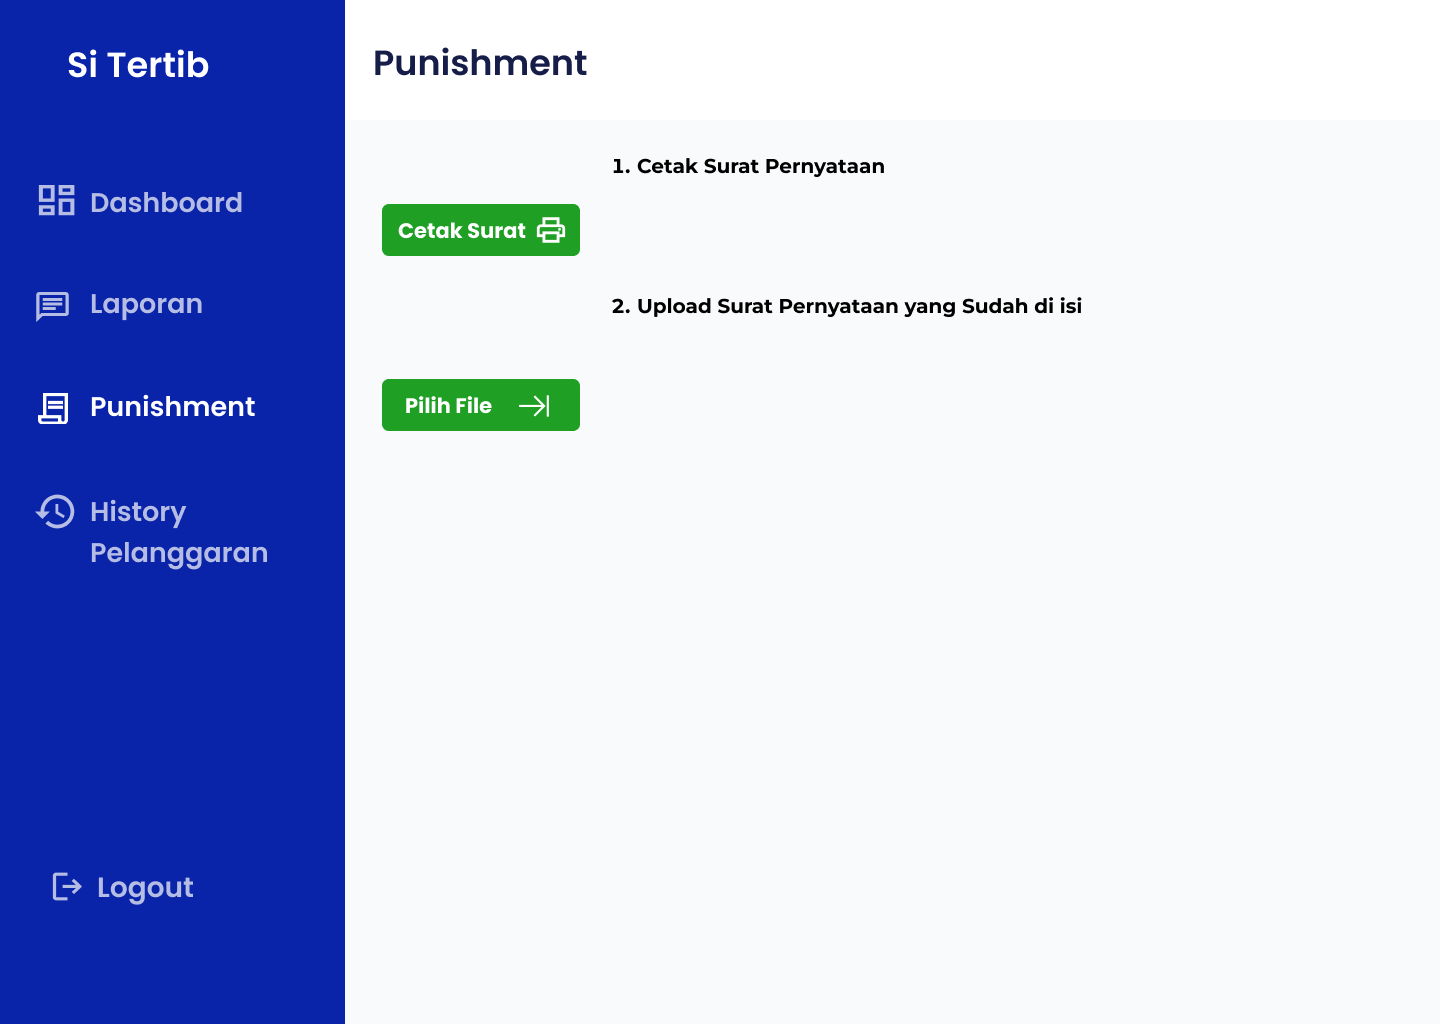 Si Tertib
Dashboard
Laporan
Punishment
History
Pelanggaran
Logout
Punishment
1. Cetak Surat Pernyataan
Cetak Surat
2. Upload Surat Pernyataan yang Sudah di isi
Pilih File